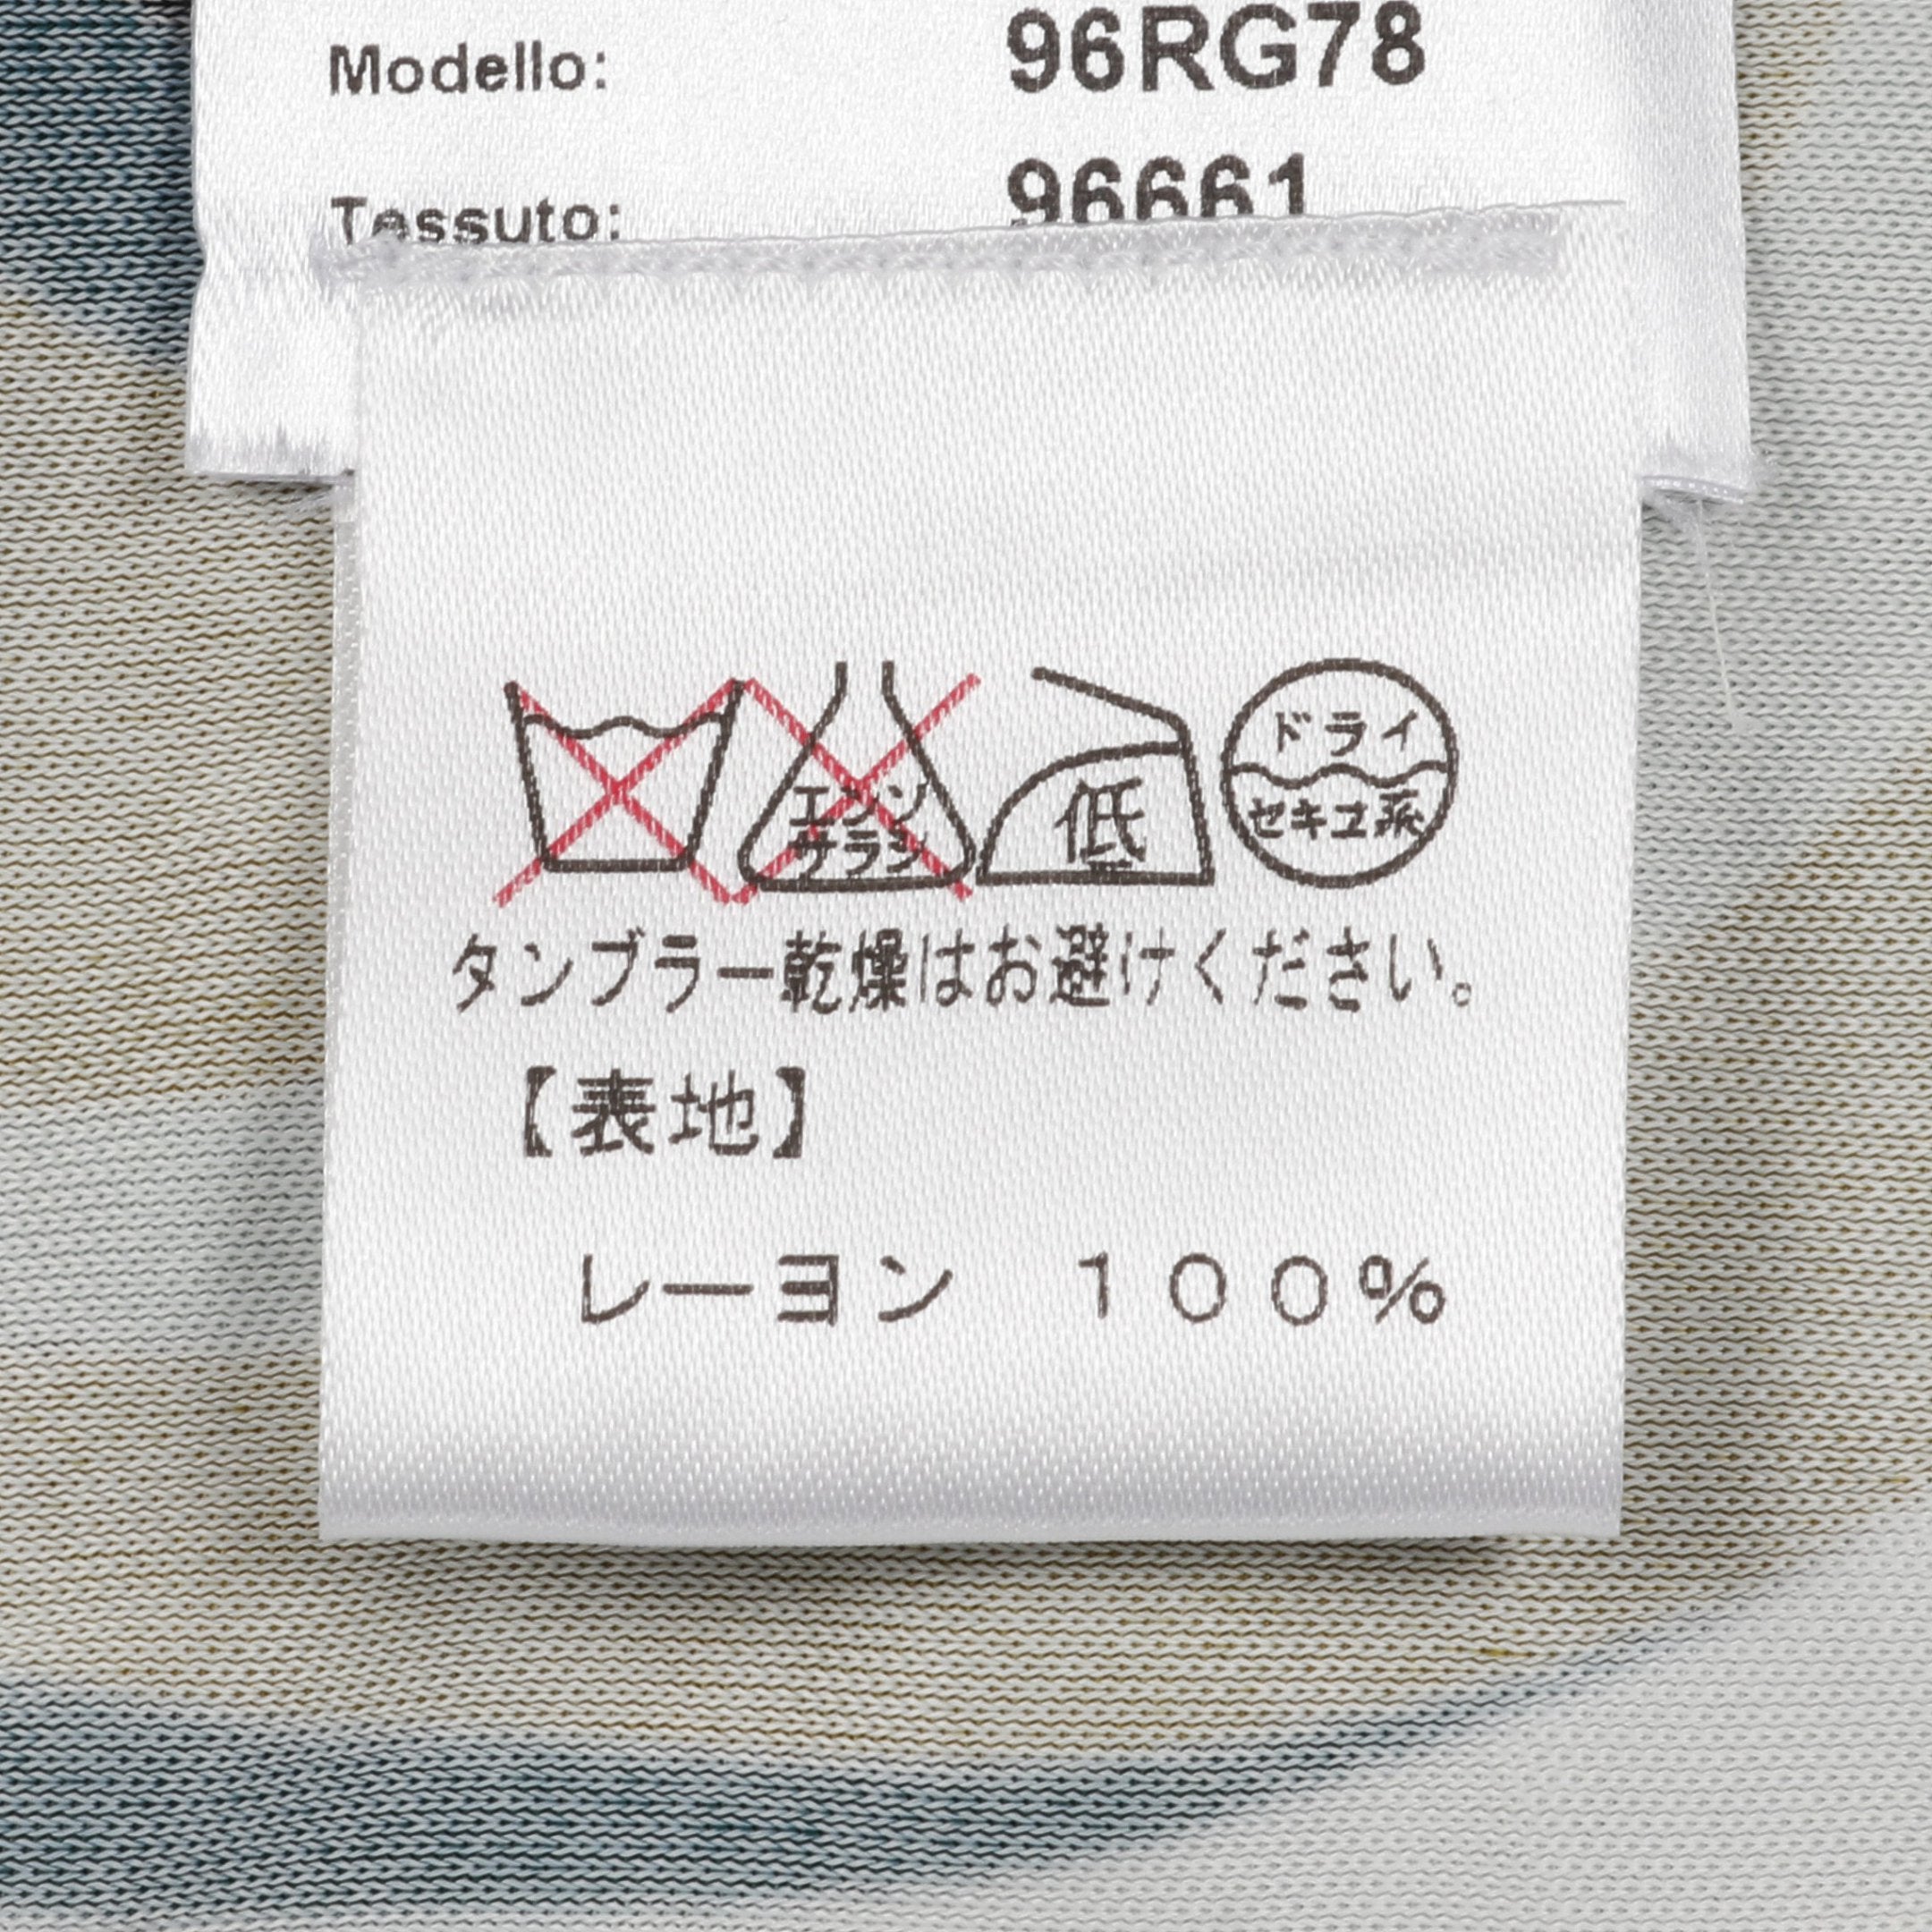 Modello: 96RG78
Tessuto: 96661
エンソ
サラシ
低
ドライ
セキユ系
タンブラー乾燥はお避けください。
【表地】
レーヨン　１００％